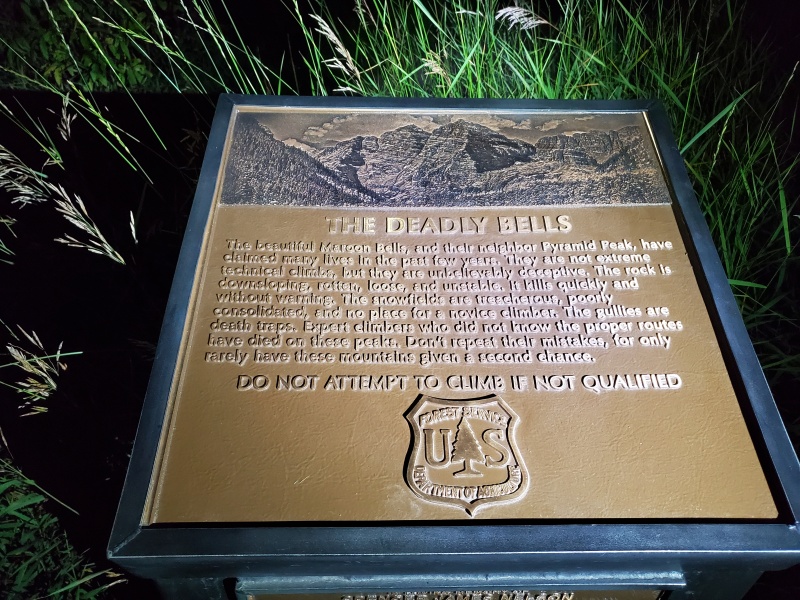 THE DEADLY BELLS
The beautiful Maroon Bells, and their neighbor Pyramid Peak, have
claimed many lives in the past few years. They are not extreme
technical climbs, but they are unbelievably deceptive. The rock is
downsloping, rotten, loose, and unstable. It kills quickly and
without warning. The snowfields are treacherous, poorly
consolidated, and no place for a novice climber. The gullies are
death traps. Expert climbers who did not know the proper routes
have died on these peaks. Don't repeat their mistakes, for only
rarely have these mountains given a second chance.
DO NOT ATTEMPT TO CLIMB IF NOT QUALIFIED
FOREST SERVICE
U S
DEPARTMENT OF AGRICULTURE
SPENCER JAMES NELSON